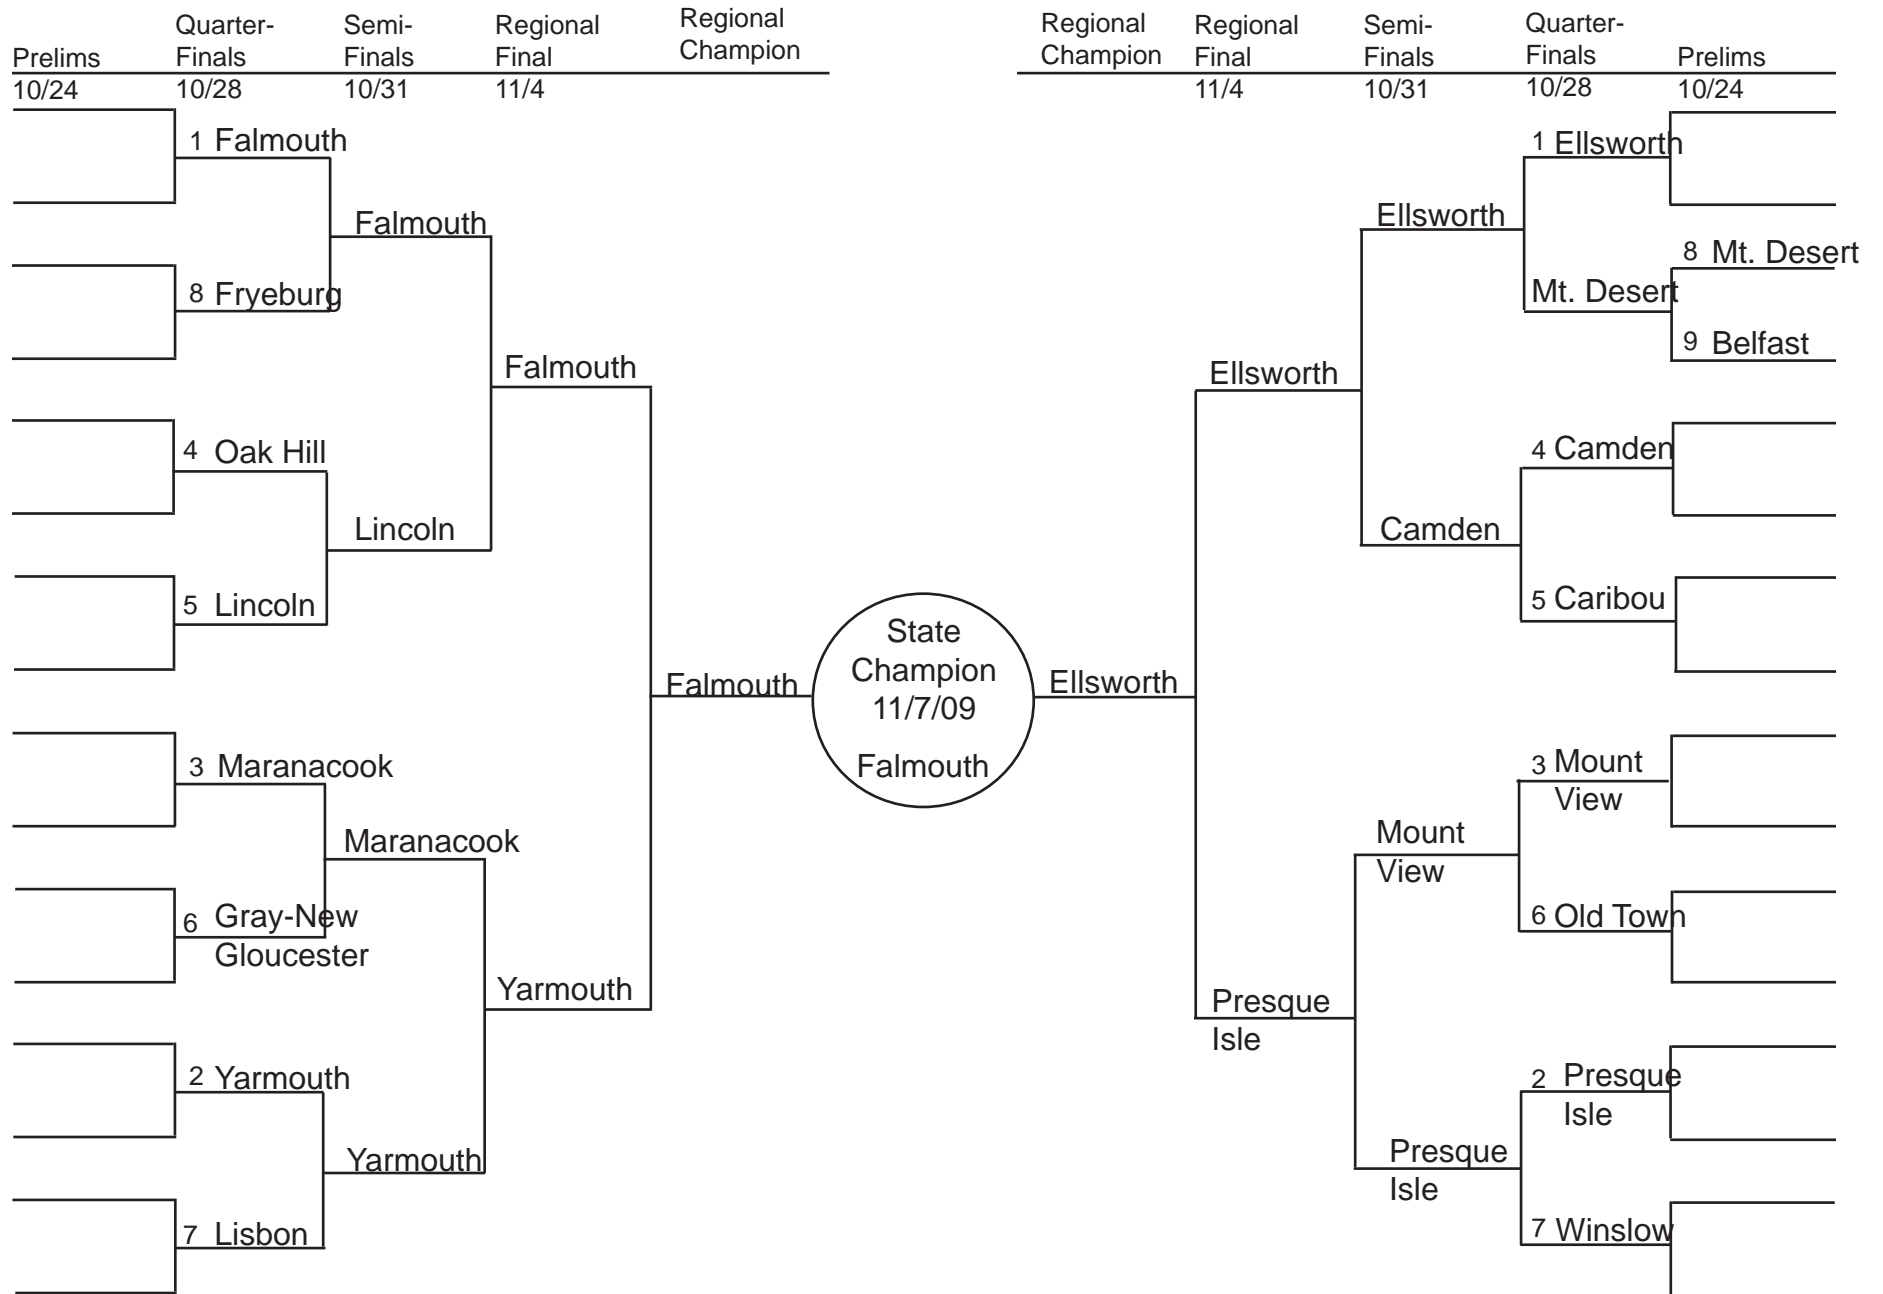 Prelims
10/24
Quarter-
Finals
10/28
Semi-
Finals
10/31
Regional
Final
11/4
Regional
Champion
Regional
Champion
Regional
Final
11/4
Semi-
Finals
10/31
Quarter-
Finals
10/28
Prelims
10/24
1 Falmouth
8 Fryeburg
4 Oak Hill
5 Lincoln
3 Maranacook
6 Gray-New
Gloucester
2 Yarmouth
7 Lisbon
Falmouth
Lincoln
Maranacook
Yarmouth
Falmouth
Yarmouth
Falmouth
State
Champion
11/7/09
Falmouth
Ellsworth
Ellsworth
Presque
Isle
Ellsworth
Camden
Mount
View
Presque
Isle
1 Ellsworth
Mt. Desert
4 Camden
5 Caribou
3 Mount
View
6 Old Town
2 Presque
Isle
7 Winslow
8 Mt. Desert
9 Belfast